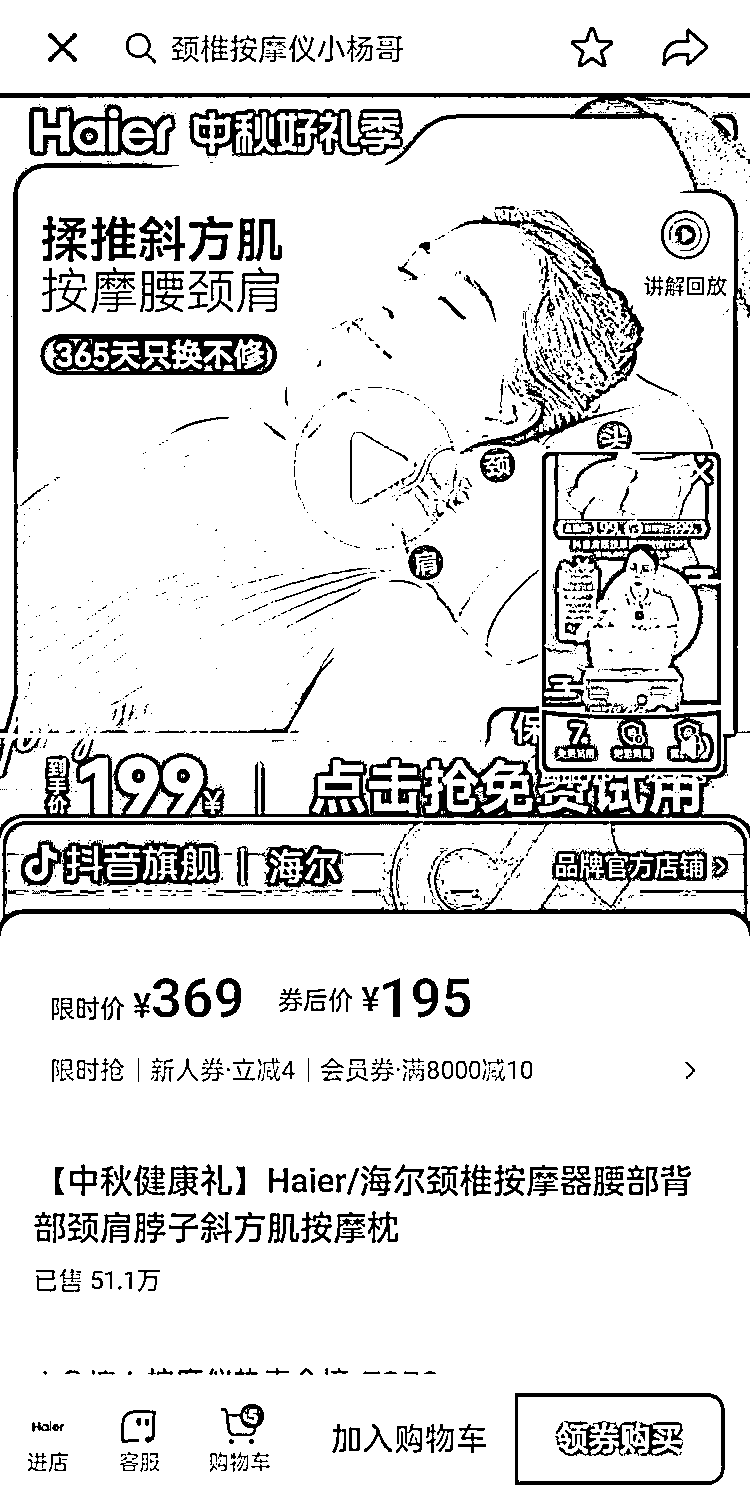 颈椎按摩仪小杨哥
Haier 中秋好礼季
揉推斜方肌
按摩腰颈肩
讲解回放
365天只换不修
头
颈
肩
保
7
到手价199¥ | 点击抢免费试用
抖音旗舰 | 海尔
品牌官方店铺
限时价 ¥369 券后价 ¥195
限时抢 | 新人券·立减4 | 会员券·满8000减10
【中秋健康礼】Haier/海尔颈椎按摩器腰部背
部颈肩脖子斜方肌按摩枕
已售 51.1万
Haier
进店
客服
购物车
加入购物车
领券购买